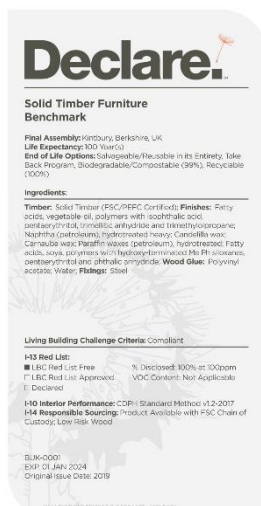 Declare.
Solid Timber Furniture
Benchmark
Final Assembly: Kintbury, Berkshire, UK
Life Expectancy: 100 Year(s)
End of Life Options: Salvageable/Reusable in its Entirety, Take
Back Program, Biodegradable/Compostable (99%), Recyclable
(100%)
Ingredients:
Timber: Solid Timber (FSC/PEFC Certified); Finishes: Fatty
acids, vegetable-oil, polymers with isophthalic acid,
pentaerythritol, trimellitic anhydride and trimethylolpropane;
Naphtha (petroleum), hydrotreated heavy; Candelilla wax;
Carnauba wax; Paraffin waxes (petroleum), hydrotreated; Fatty
acids, soya, polymers with hydroxy-terminated Me Ph siloxanes,
pentaerythritol and phthalic anhydride; Wood Glue: Polyvinyl
acetate; Water; Fixings: Steel
Living Building Challenge Criteria: Compliant
I-13 Red List:
■ LBC Red List Free % Disclosed: 100% at 100ppm
□ LBC Red List Approved VOC Content: Not Applicable
□ Declared
I-10 Interior Performance: CDPH Standard Method v1.2-2017
I-14 Responsible Sourcing: Product Available with FSC Chain of
Custody; Low Risk Wood
BUK-0001
EXP. 01 JAN 2024
Original Issue Date: 2019